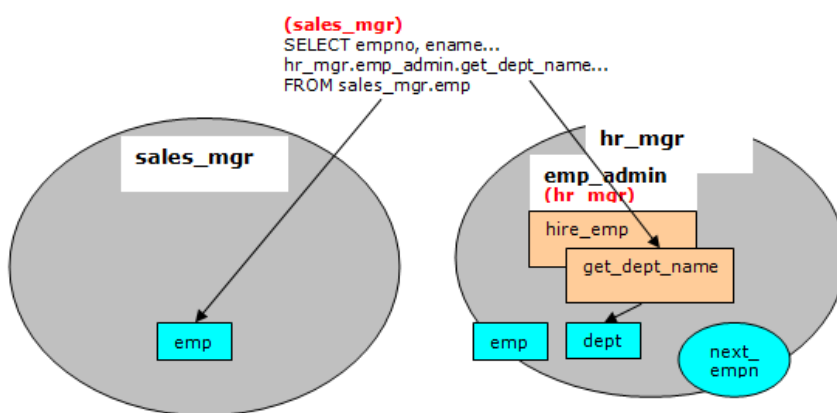 (sales_mgr)
SELECT empno, ename...
hr_mgr.emp_admin.get_dept_name...
FROM sales_mgr.emp
sales_mgr
hr_mgr
emp_admin
(hr_mgr)
hire_emp
get_dept_name
emp
emp
dept
next_
empn